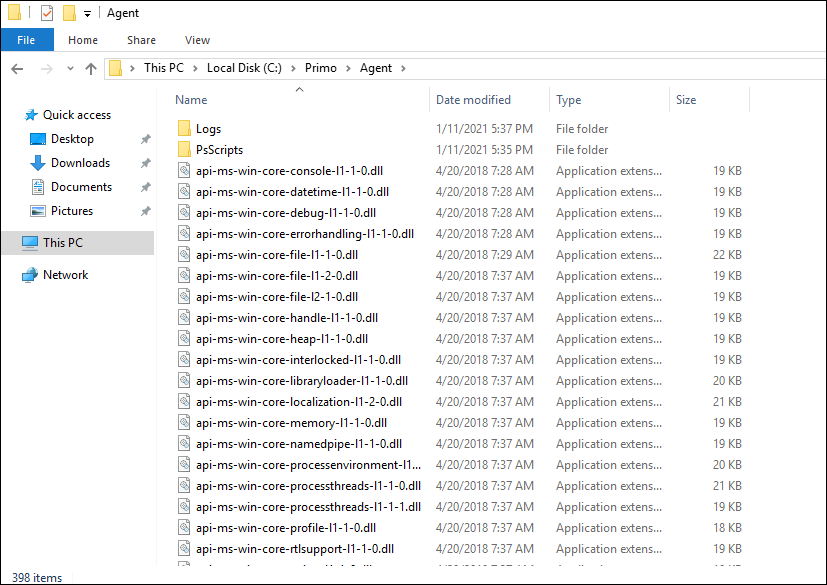 Agent
File Home Share View
This PC Local Disk (C:) Primo Agent
Name Date modified Type Size
Quick access
Desktop
Downloads
Documents
Pictures
This PC
Network
Logs 1/11/2021 5:37 PM File folder
PsScripts 1/11/2021 5:35 PM File folder
api-ms-win-core-console-l1-1-0.dll 4/20/2018 7:28 AM Application extens... 19 KB
api-ms-win-core-datetime-l1-1-0.dll 4/20/2018 7:28 AM Application extens... 19 KB
api-ms-win-core-debug-l1-1-0.dll 4/20/2018 7:28 AM Application extens... 19 KB
api-ms-win-core-errorhandling-l1-1-0.dll 4/20/2018 7:28 AM Application extens... 19 KB
api-ms-win-core-file-l1-1-0.dll 4/20/2018 7:29 AM Application extens... 22 KB
api-ms-win-core-file-l1-2-0.dll 4/20/2018 7:37 AM Application extens... 19 KB
api-ms-win-core-file-l2-1-0.dll 4/20/2018 7:37 AM Application extens... 19 KB
api-ms-win-core-handle-l1-1-0.dll 4/20/2018 7:37 AM Application extens... 19 KB
api-ms-win-core-heap-l1-1-0.dll 4/20/2018 7:37 AM Application extens... 19 KB
api-ms-win-core-interlocked-l1-1-0.dll 4/20/2018 7:37 AM Application extens... 19 KB
api-ms-win-core-libraryloader-l1-1-0.dll 4/20/2018 7:37 AM Application extens... 20 KB
api-ms-win-core-localization-l1-2-0.dll 4/20/2018 7:37 AM Application extens... 21 KB
api-ms-win-core-memory-l1-1-0.dll 4/20/2018 7:37 AM Application extens... 19 KB
api-ms-win-core-namedpipe-l1-1-0.dll 4/20/2018 7:37 AM Application extens... 19 KB
api-ms-win-core-processenvironment-l1... 4/20/2018 7:37 AM Application extens... 20 KB
api-ms-win-core-processthreads-l1-1-0.dll 4/20/2018 7:37 AM Application extens... 21 KB
api-ms-win-core-processthreads-l1-1-1.dll 4/20/2018 7:37 AM Application extens... 19 KB
api-ms-win-core-profile-l1-1-0.dll 4/20/2018 7:37 AM Application extens... 18 KB
api-ms-win-core-rtlsupport-l1-1-0.dll 4/20/2018 7:37 AM Application extens... 19 KB
398 items